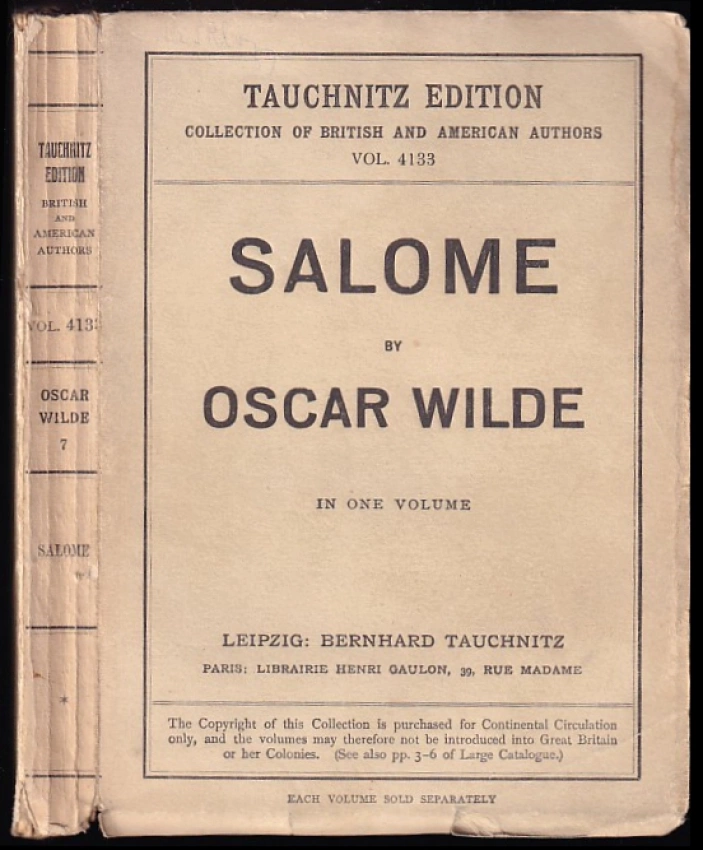 TAUCHNITZ
EDITION
BRITISH
AND
AMERICAN
AUTHORS
VOL. 4133
OSCAR
WILDE
7
SALOME
*
TAUCHNITZ EDITION
COLLECTION OF BRITISH AND AMERICAN AUTHORS
VOL. 4133
SALOME
BY
OSCAR WILDE
IN ONE VOLUME
LEIPZIG: BERNHARD TAUCHNITZ
PARIS: LIBRAIRIE HENRI GAULON, 39, RUE MADAME
The Copyright of this Collection is purchased for Continental Circulation
only, and the volumes may therefore not be introduced into Great Britain
or her Colonies. (See also pp. 3-6 of Large Catalogue.)
EACH VOLUME SOLD SEPARATELY